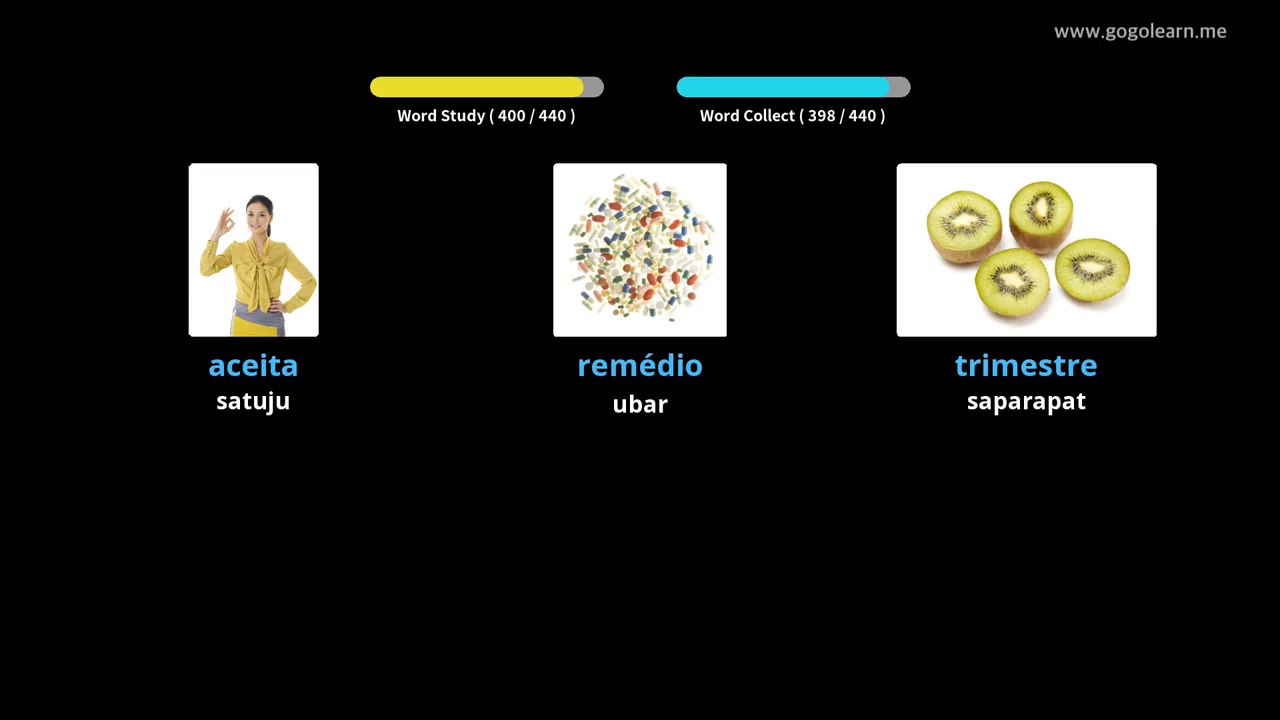 www.gogolearn.me
Word Study ( 400 / 440 )
Word Collect ( 398 / 440 )
aceita
satuju
remédio
ubar
trimestre
saparapat